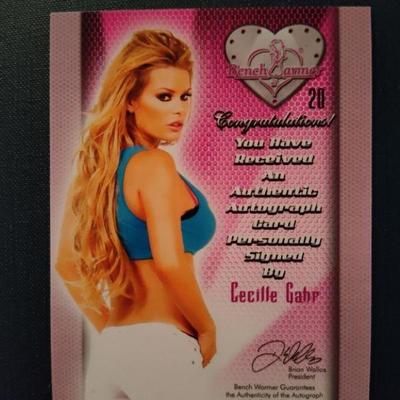 Bench Warmer
20
Congratulations!
You Have
Received
An
Authentic
Autograph
Card
Personally
Signed
By
Cecille Gahr
Brian Wallos
President
Bench Warmer Guarantees
the Authenticity of the Autograph